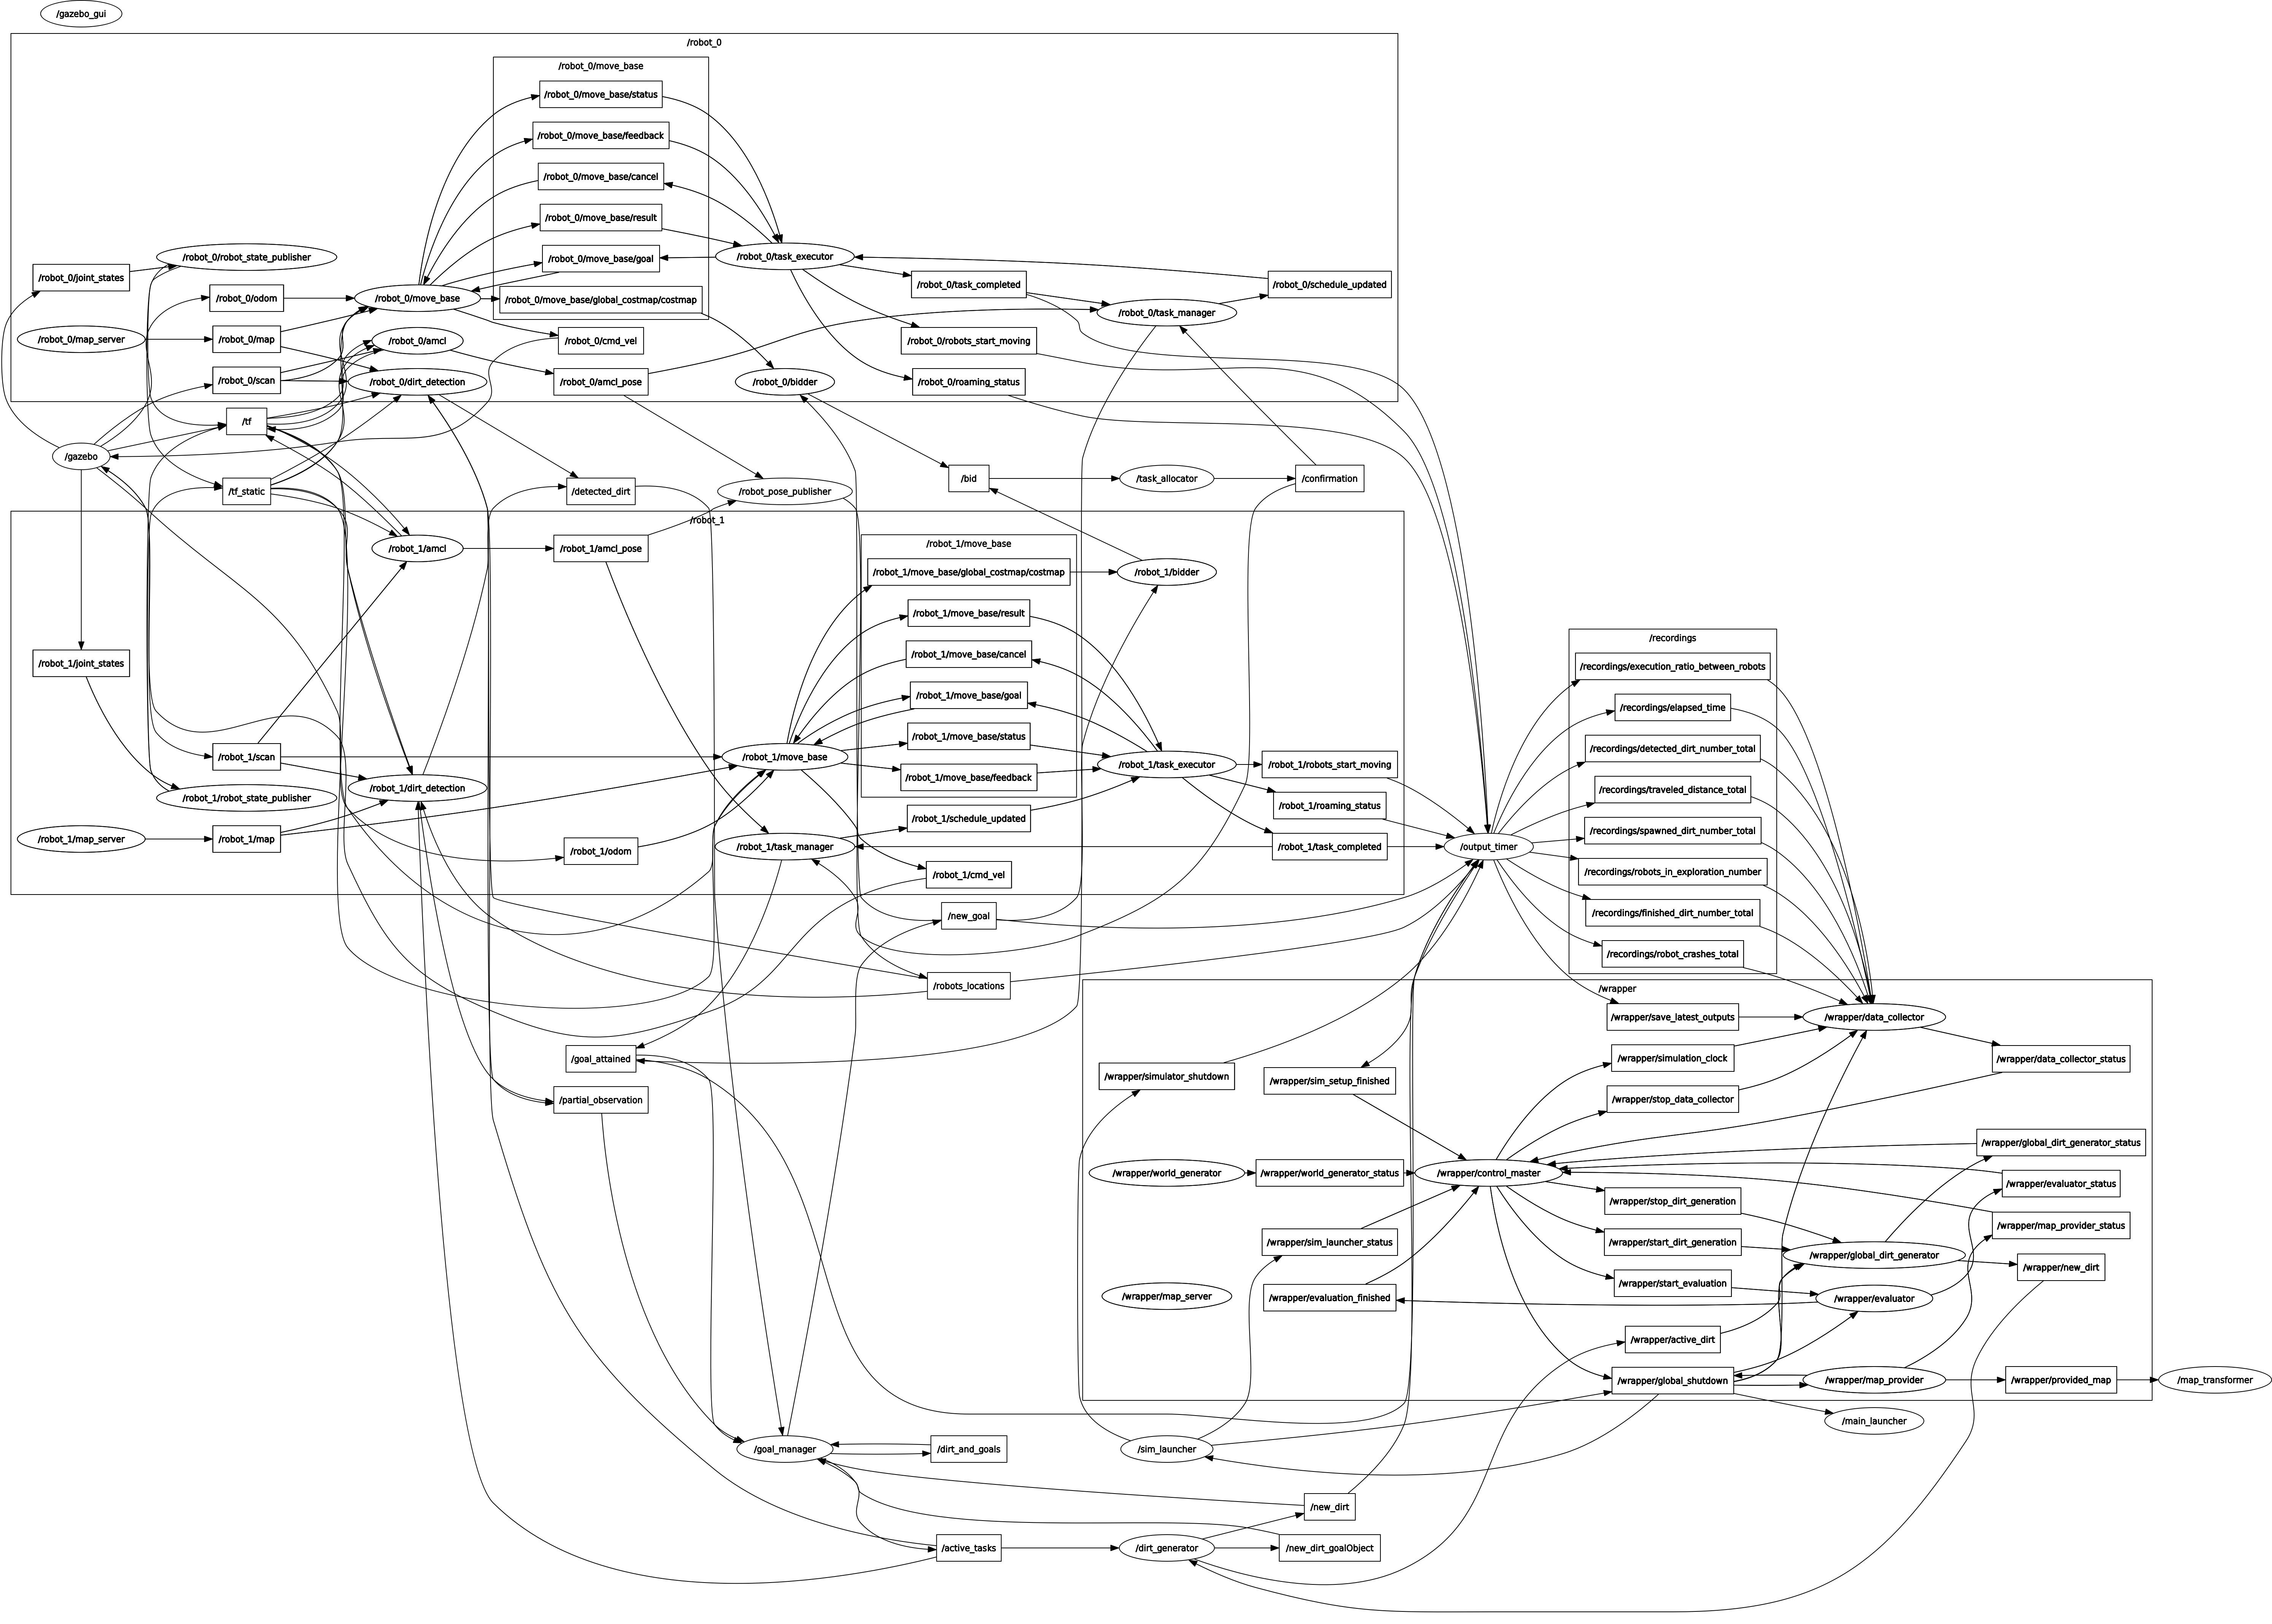 /gazebo_gui
/robot_0
/robot_0/move_base
/robot_0/move_base/status
/robot_0/move_base/feedback
/robot_0/move_base/cancel
/robot_0/move_base/result
/robot_0/move_base/goal
/robot_0/move_base/global_costmap/costmap
/robot_0/robot_state_publisher
/robot_0/joint_states
/robot_0/odom
/robot_0/move_base
/robot_0/map_server
/robot_0/map
/robot_0/amcl
/robot_0/scan
/robot_0/dirt_detection
/robot_0/cmd_vel
/robot_0/amcl_pose
/robot_0/task_executor
/robot_0/task_completed
/robot_0/task_manager
/robot_0/schedule_updated
/robot_0/robots_start_moving
/robot_0/roaming_status
/robot_0/bidder
/tf
/gazebo
/tf_static
/detected_dirt
/robot_pose_publisher
/bid
/task_allocator
/confirmation
/robot_1
/robot_1/amcl
/robot_1/amcl_pose
/robot_1/move_base
/robot_1/move_base/global_costmap/costmap
/robot_1/move_base/result
/robot_1/move_base/cancel
/robot_1/move_base/goal
/robot_1/move_base/status
/robot_1/move_base/feedback
/robot_1/bidder
/robot_1/joint_states
/robot_1/scan
/robot_1/robot_state_publisher
/robot_1/dirt_detection
/robot_1/map_server
/robot_1/map
/robot_1/odom
/robot_1/move_base
/robot_1/task_manager
/robot_1/schedule_updated
/robot_1/cmd_vel
/robot_1/task_executor
/robot_1/robots_start_moving
/robot_1/roaming_status
/robot_1/task_completed
/output_timer
/recordings
/recordings/execution_ratio_between_robots
/recordings/elapsed_time
/recordings/detected_dirt_number_total
/recordings/traveled_distance_total
/recordings/spawned_dirt_number_total
/recordings/robots_in_exploration_number
/recordings/finished_dirt_number_total
/recordings/robot_crashes_total
/new_goal
/robots_locations
/goal_attained
/partial_observation
/wrapper
/wrapper/save_latest_outputs
/wrapper/data_collector
/wrapper/simulation_clock
/wrapper/data_collector_status
/wrapper/simulator_shutdown
/wrapper/sim_setup_finished
/wrapper/stop_data_collector
/wrapper/global_dirt_generator_status
/wrapper/world_generator
/wrapper/world_generator_status
/wrapper/control_master
/wrapper/evaluator_status
/wrapper/stop_dirt_generation
/wrapper/map_provider_status
/wrapper/sim_launcher_status
/wrapper/start_dirt_generation
/wrapper/global_dirt_generator
/wrapper/new_dirt
/wrapper/start_evaluation
/wrapper/map_server
/wrapper/evaluation_finished
/wrapper/evaluator
/wrapper/active_dirt
/wrapper/global_shutdown
/wrapper/map_provider
/wrapper/provided_map
/map_transformer
/main_launcher
/goal_manager
/dirt_and_goals
/sim_launcher
/new_dirt
/active_tasks
/dirt_generator
/new_dirt_goalObject